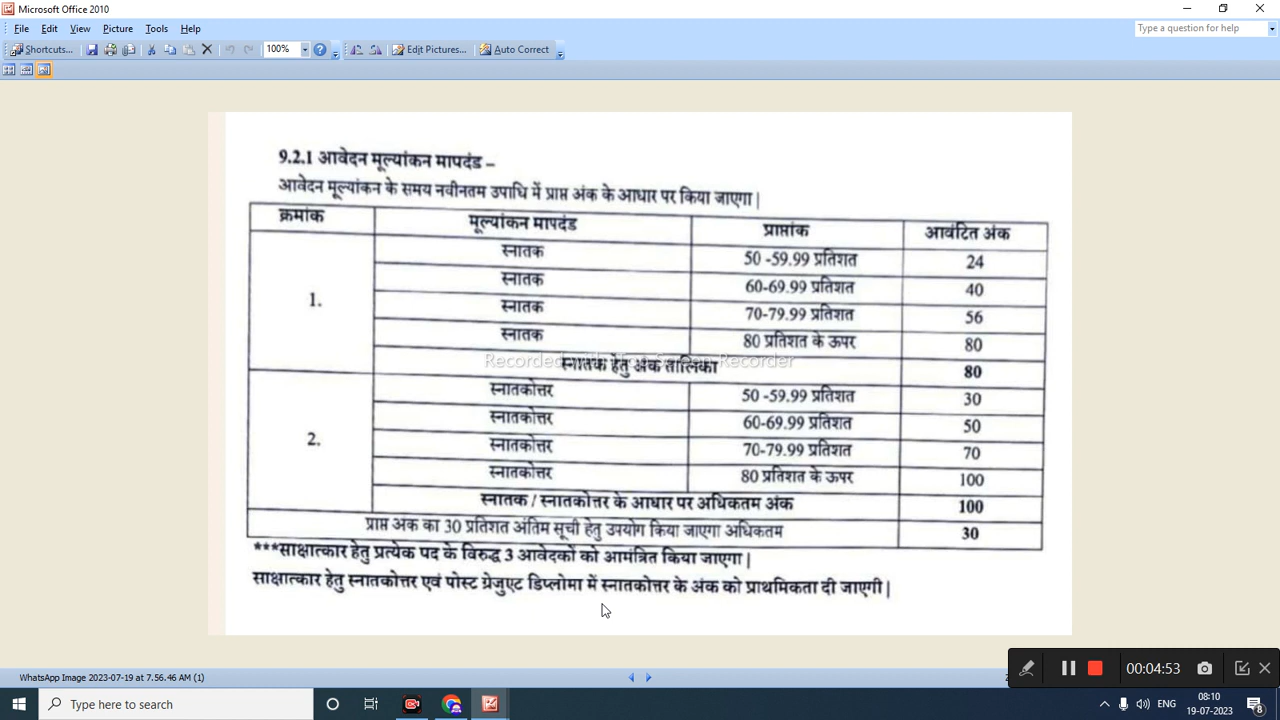 Microsoft Office 2010
File Edit View Picture Tools Help
Type a question for help
Shortcuts... 100% Edit Pictures... Auto Correct
9.2.1 आवेदन मूल्यांकन मापदंड –
आवेदन मूल्यांकन के समय नवीनतम उपाधि में प्राप्त अंक के आधार पर किया जाएगा|
क्रमांक मूल्यांकन मापदंड प्राप्तांक आवंटित अंक
1.
स्नातक 50 -59.99 प्रतिशत 24
स्नातक 60-69.99 प्रतिशत 40
स्नातक 70-79.99 प्रतिशत 56
स्नातक 80 प्रतिशत के ऊपर 80
स्नातक हेतु अंक तालिका 80
2.
स्नातकोत्तर 50 -59.99 प्रतिशत 30
स्नातकोत्तर 60-69.99 प्रतिशत 50
स्नातकोत्तर 70-79.99 प्रतिशत 70
स्नातकोत्तर 80 प्रतिशत के ऊपर 100
स्नातक / स्नातकोत्तर के आधार पर अधिकतम अंक 100
प्राप्त अंक का 30 प्रतिशत अंतिम सूची हेतु उपयोग किया जाएगा अधिकतम 30
***साक्षात्कार हेतु प्रत्येक पद के विरुद्ध 3 आवेदकों को आमंत्रित किया जाएगा|
साक्षात्कार हेतु स्नातकोत्तर एवं पोस्ट ग्रेजुएट डिप्लोमा में स्नातकोत्तर के अंक को प्राथमिकता दी जाएगी|
Recorded Screen Recorder
WhatsApp Image 2023-07-19 at 7.56.46 AM (1)
00:04:53
Type here to search
ENG
08:10
19-07-2023
8